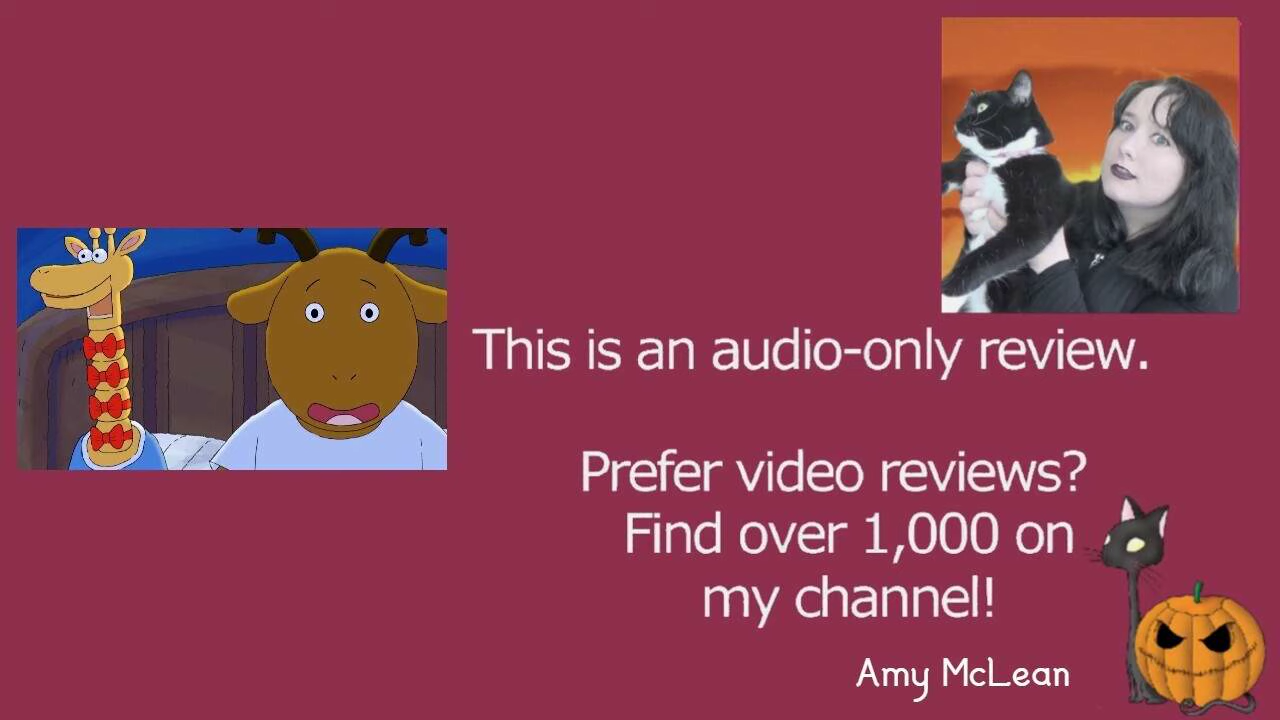 This is an audio-only review.
Prefer video reviews?
Find over 1,000 on
my channel!
Amy McLean